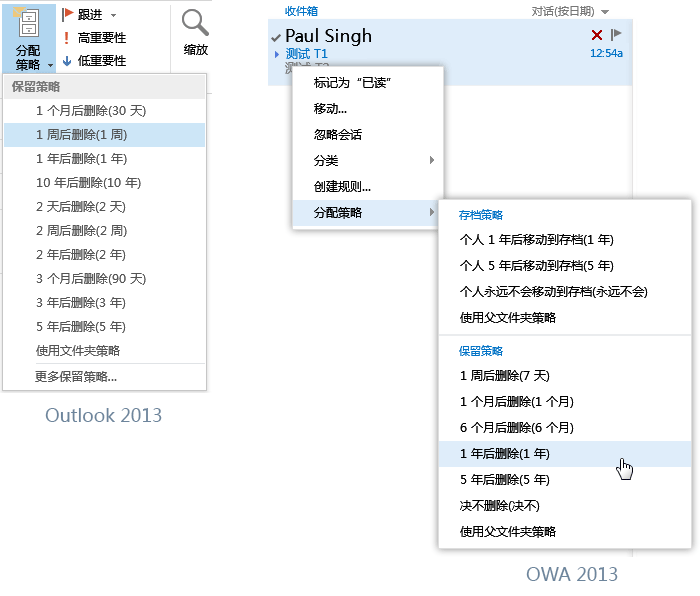 分配
策略
跟进
高重要性
低重要性
缩放
保留策略
1 个月后删除(30 天)
1 周后删除(1 周)
1 年后删除(1 年)
10 年后删除(10 年)
2 天后删除(2 天)
2 周后删除(2 周)
2 年后删除(2 年)
3 个月后删除(90 天)
3 年后删除(3 年)
5 年后删除(5 年)
使用文件夹策略
更多保留策略...
Outlook 2013
收件箱 对话(按日期)
Paul Singh
测试 T1 12:54a
测试 T2
标记为“已读”
移动...
忽略会话
分类
创建规则...
分配策略
存档策略
个人 1 年后移动到存档(1 年)
个人 5 年后移动到存档(5 年)
个人永远不会移动到存档(永远不会)
使用父文件夹策略
保留策略
1 周后删除(7 天)
1 个月后删除(1 个月)
6 个月后删除(6 个月)
1 年后删除(1 年)
5 年后删除(5 年)
决不删除(决不)
使用父文件夹策略
OWA 2013